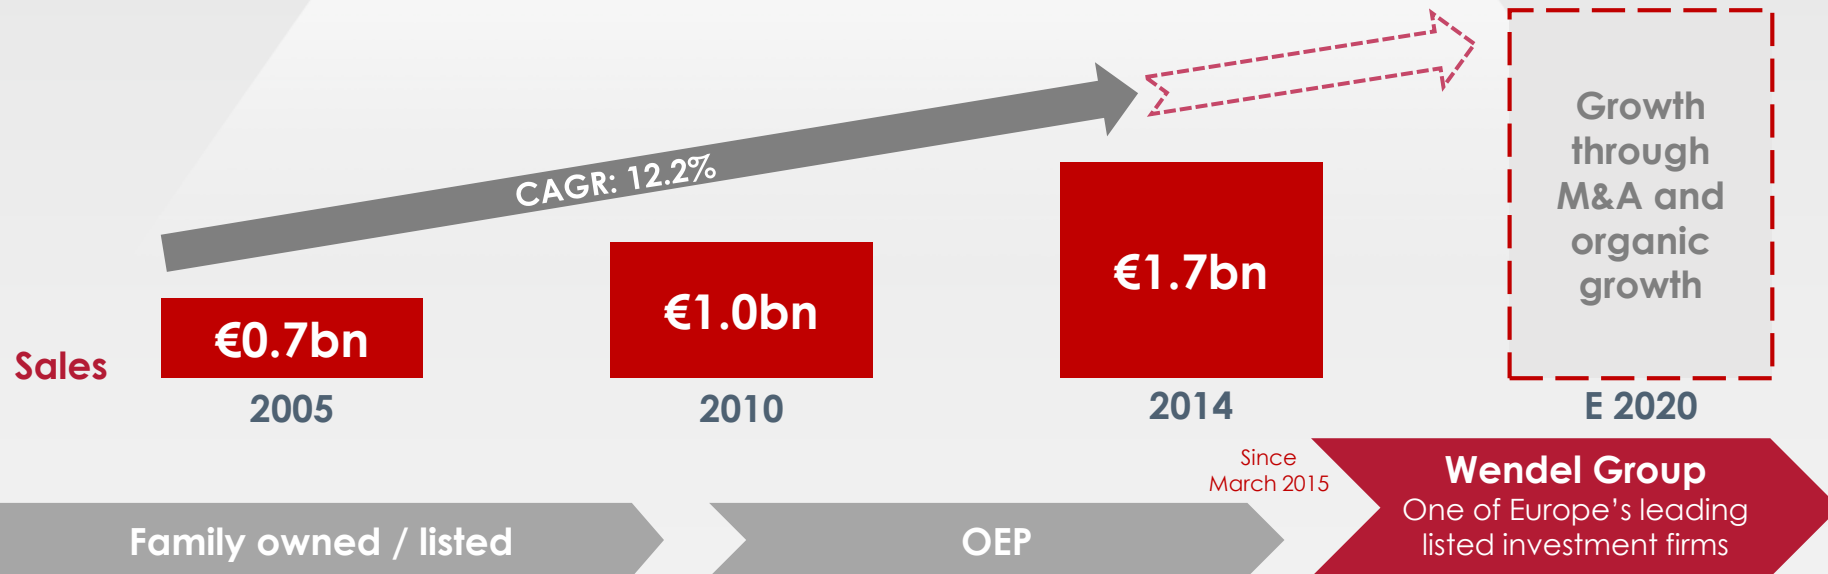 CAGR: 12.2%
Growth
through
M&A and
organic
growth
€1.7bn
€1.0bn
€0.7bn
Sales
2005
2010
2014
E 2020
Since
March 2015
Wendel Group
One of Europe’s leading
listed investment firms
Family owned / listed
OEP